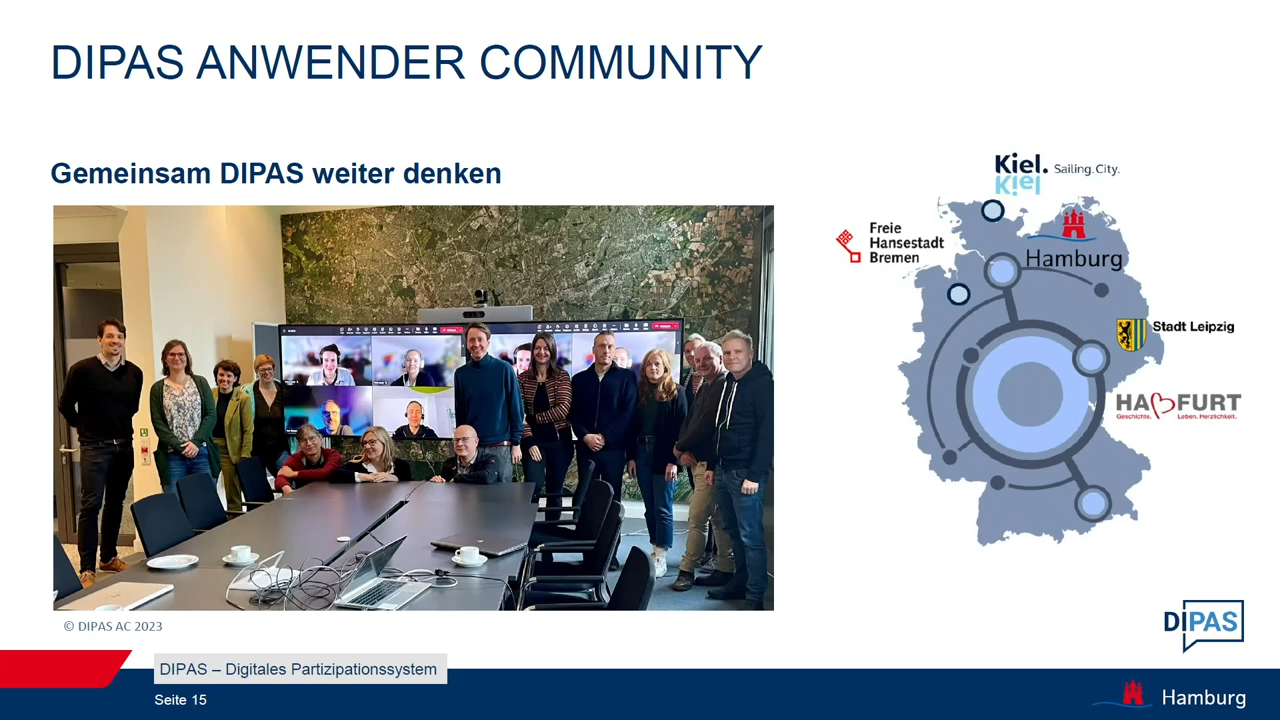 DIPAS ANWENDER COMMUNITY
Gemeinsam DIPAS weiter denken
Kiel. Sailing.City.
Kiel
Freie
Hansestadt
Bremen
Hamburg
Stadt Leipzig
HAßFURT
Geschichte. Leben. Herzlichkeit.
© DIPAS AC 2023
DIPAS
DIPAS – Digitales Partizipationssystem
Seite 15
Hamburg